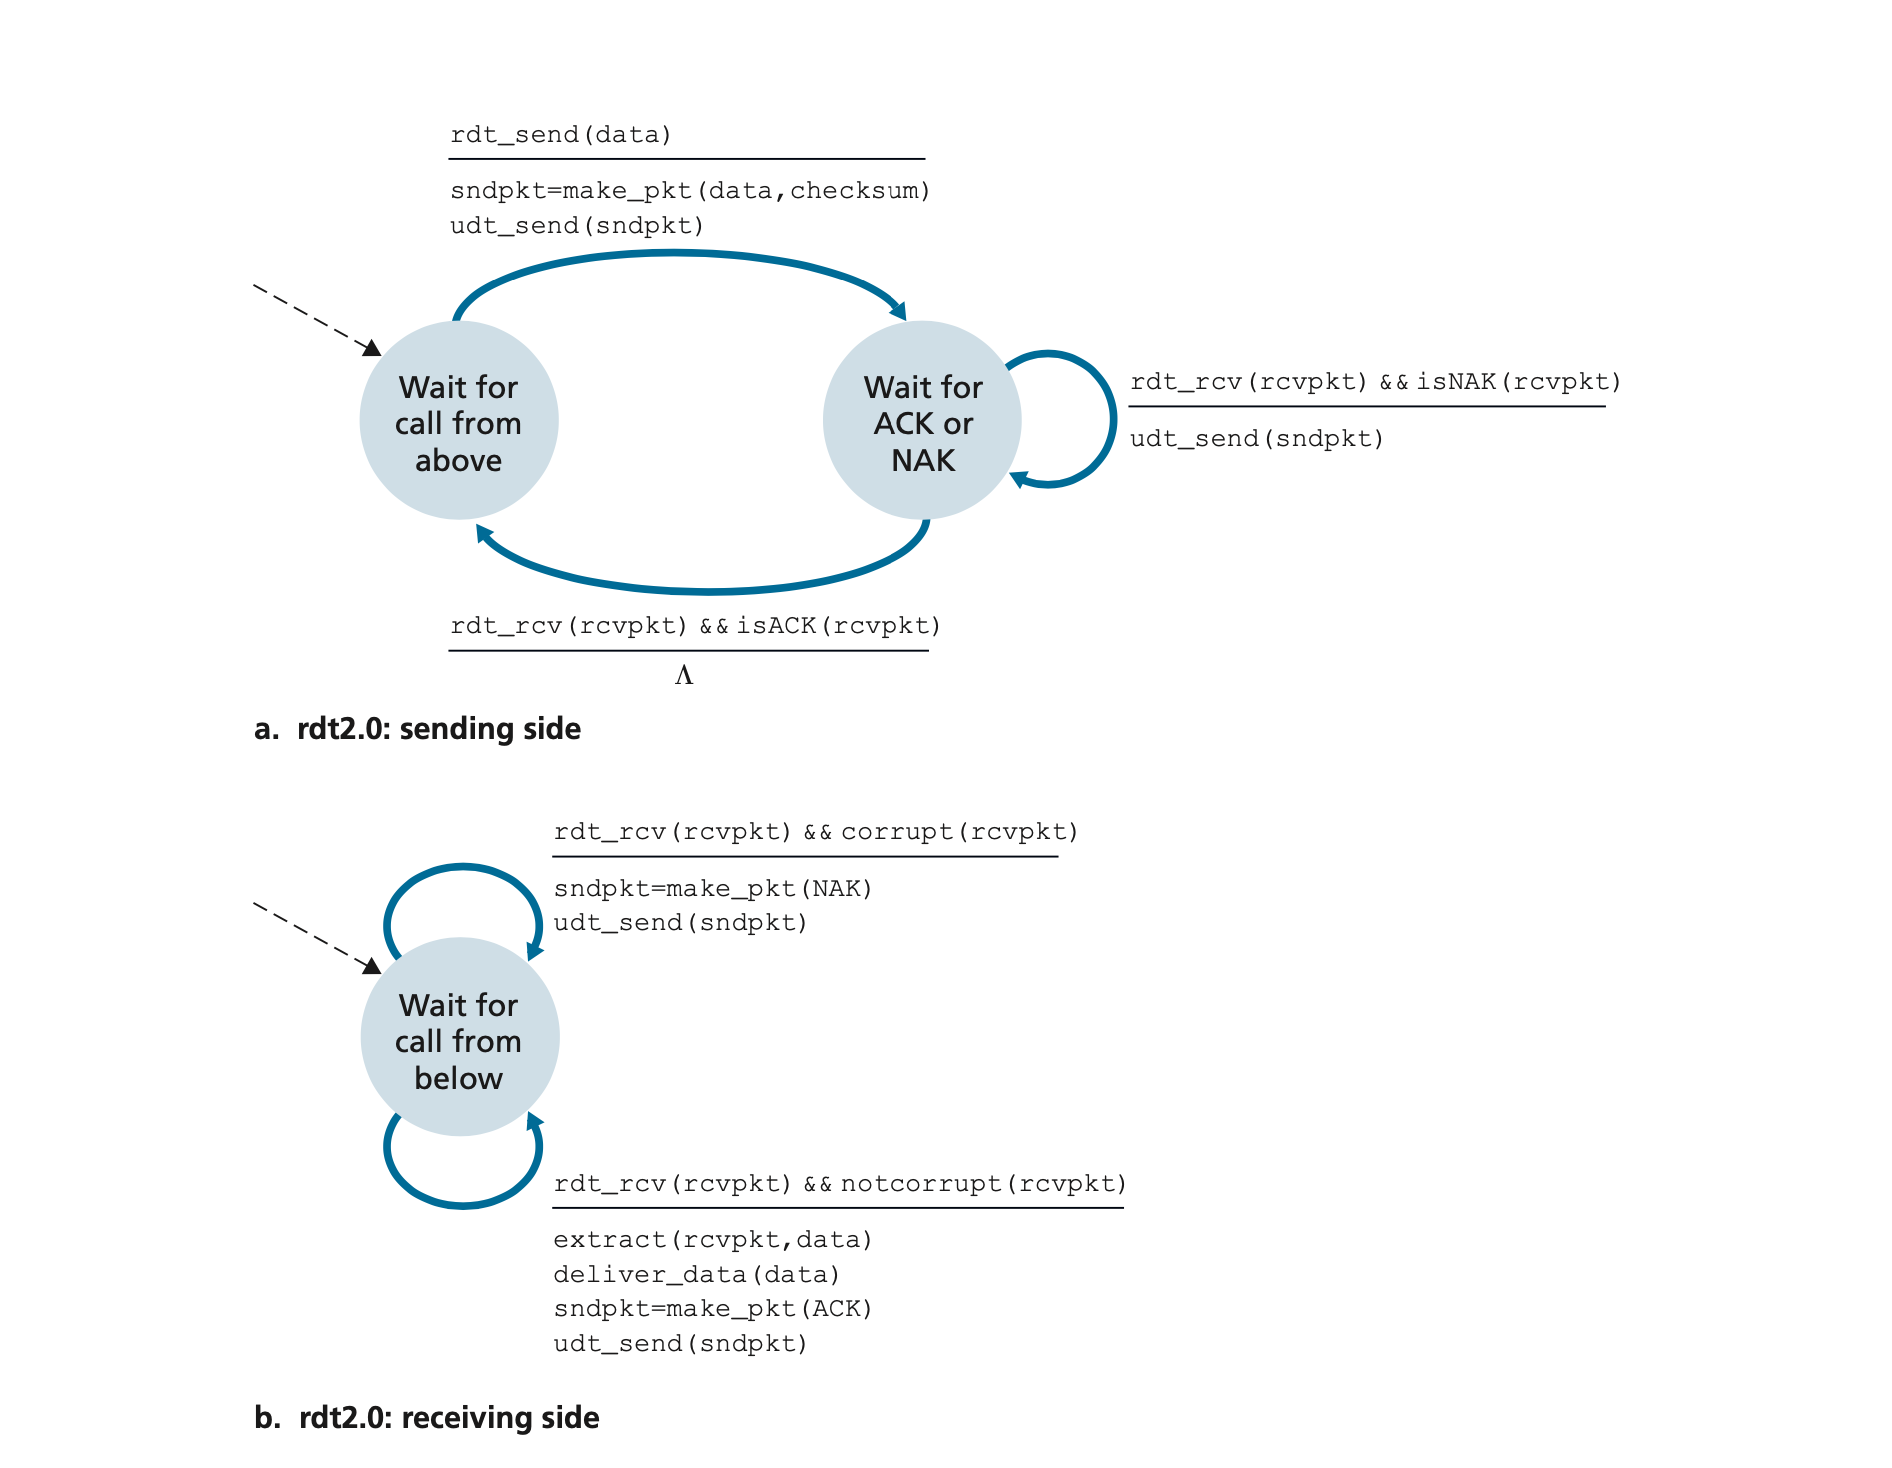 rdt_send(data)
sndpkt=make_pkt(data,checksum)
udt_send(sndpkt)
Wait for
call from
above
Wait for
ACK or
NAK
rdt_rcv(rcvpkt) && isNAK(rcvpkt)
udt_send(sndpkt)
rdt_rcv(rcvpkt) && isACK(rcvpkt)
Λ
a. rdt2.0: sending side
rdt_rcv(rcvpkt) && corrupt(rcvpkt)
sndpkt=make_pkt(NAK)
udt_send(sndpkt)
Wait for
call from
below
rdt_rcv(rcvpkt) && notcorrupt(rcvpkt)
extract(rcvpkt,data)
deliver_data(data)
sndpkt=make_pkt(ACK)
udt_send(sndpkt)
b. rdt2.0: receiving side